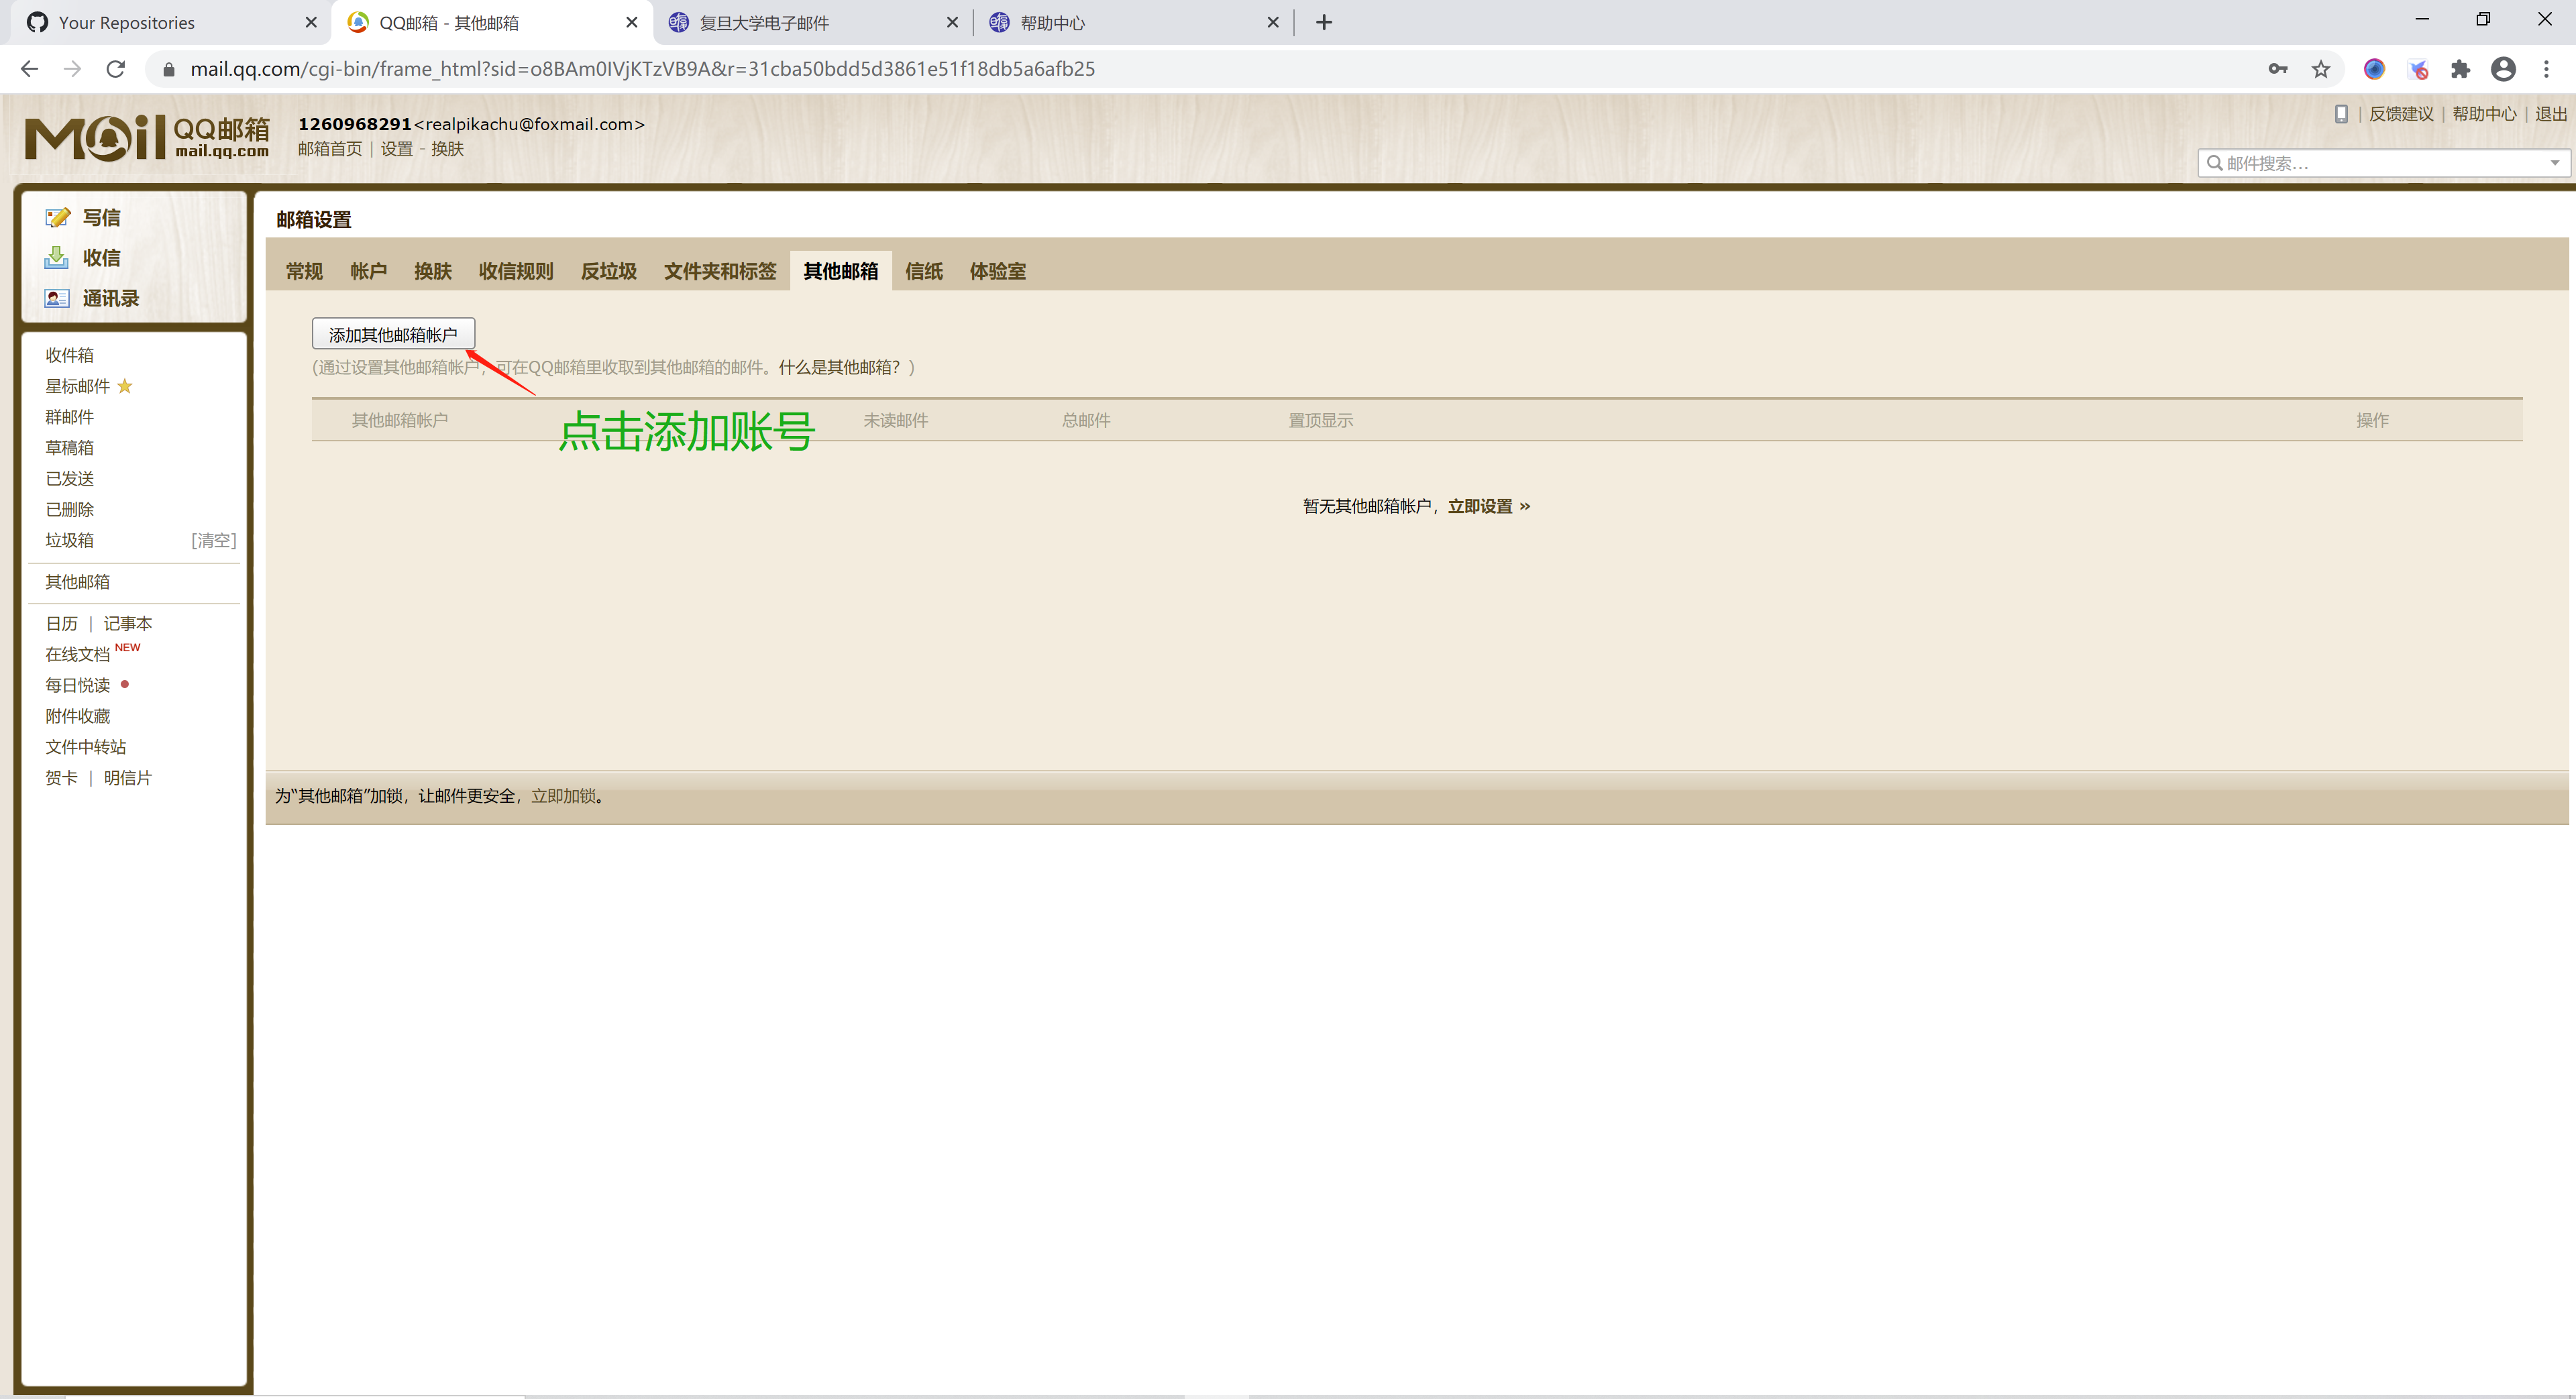 Your Repositories
QQ邮箱 - 其他邮箱
复旦大学电子邮件
帮助中心
mail.qq.com/cgi-bin/frame_html?sid=o8BAm0IVjKTzVB9A&r=31cba50bdd5d3861e51f18db5a6afb25
Mail QQ邮箱
mail.qq.com
1260968291<realpikachu@foxmail.com>
邮箱首页 | 设置 - 换肤
| 反馈建议 | 帮助中心 | 退出
邮件搜索...
写信
收信
通讯录
收件箱
星标邮件
群邮件
草稿箱
已发送
已删除
垃圾箱 [清空]
其他邮箱
日历 | 记事本
在线文档 NEW
每日悦读
附件收藏
文件中转站
贺卡 | 明信片
邮箱设置
常规 帐户 换肤 收信规则 反垃圾 文件夹和标签 其他邮箱 信纸 体验室
添加其他邮箱帐户
(通过设置其他邮箱帐户，可在QQ邮箱里收取到其他邮箱的邮件。什么是其他邮箱？)
其他邮箱帐户 未读邮件 总邮件 置顶显示 操作
点击添加账号
暂无其他邮箱帐户，立即设置 »
为“其他邮箱”加锁，让邮件更安全，立即加锁。